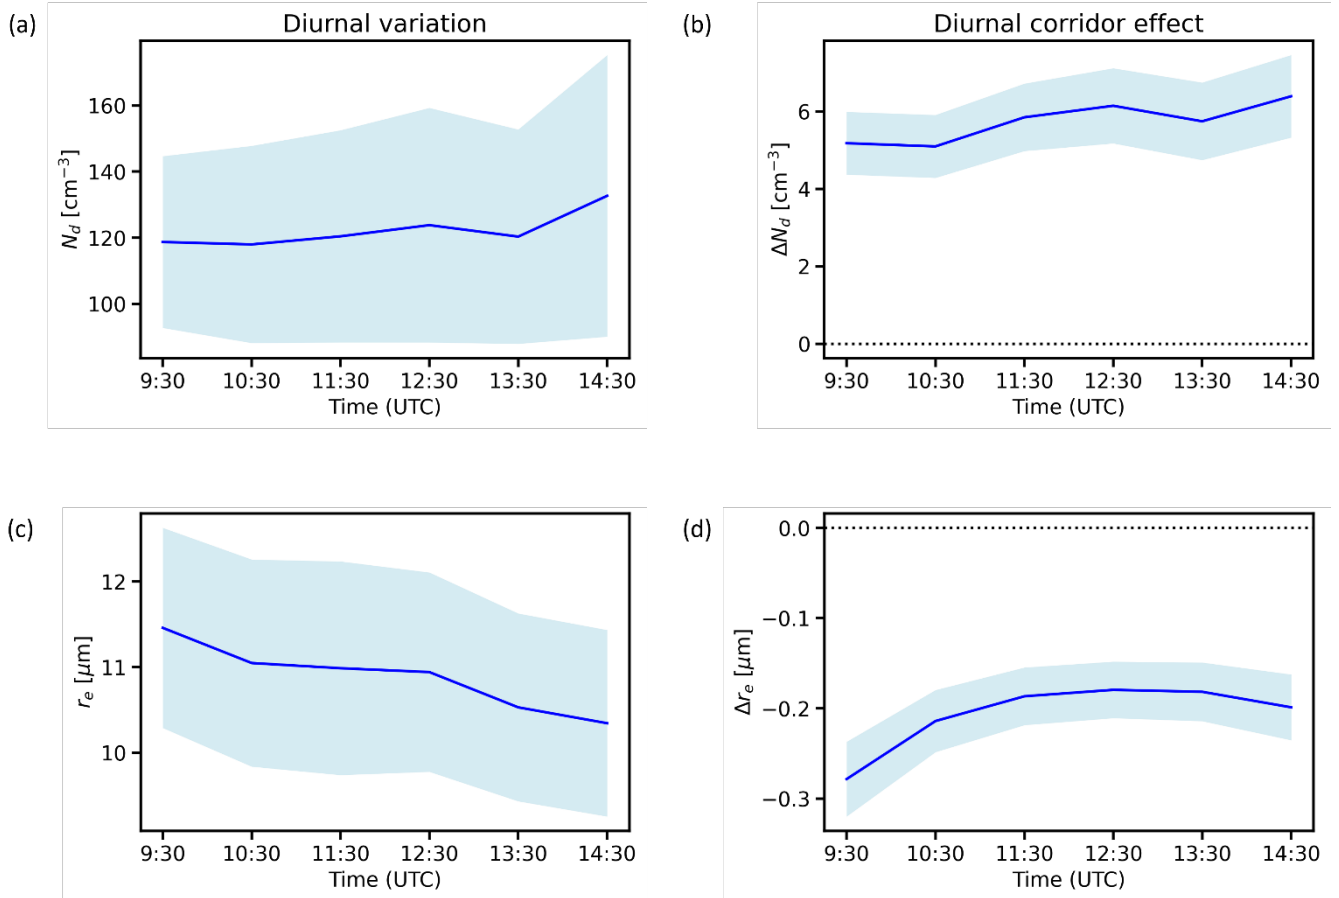 (a)
Diurnal variation
N_d [cm⁻³]
160
140
120
100
9:30 10:30 11:30 12:30 13:30 14:30
Time (UTC)
(b)
Diurnal corridor effect
ΔN_d [cm⁻³]
6
4
2
0
9:30 10:30 11:30 12:30 13:30 14:30
Time (UTC)
(c)
r_e [μm]
12
11
10
9:30 10:30 11:30 12:30 13:30 14:30
Time (UTC)
(d)
Δr_e [μm]
0.0
−0.1
−0.2
−0.3
9:30 10:30 11:30 12:30 13:30 14:30
Time (UTC)